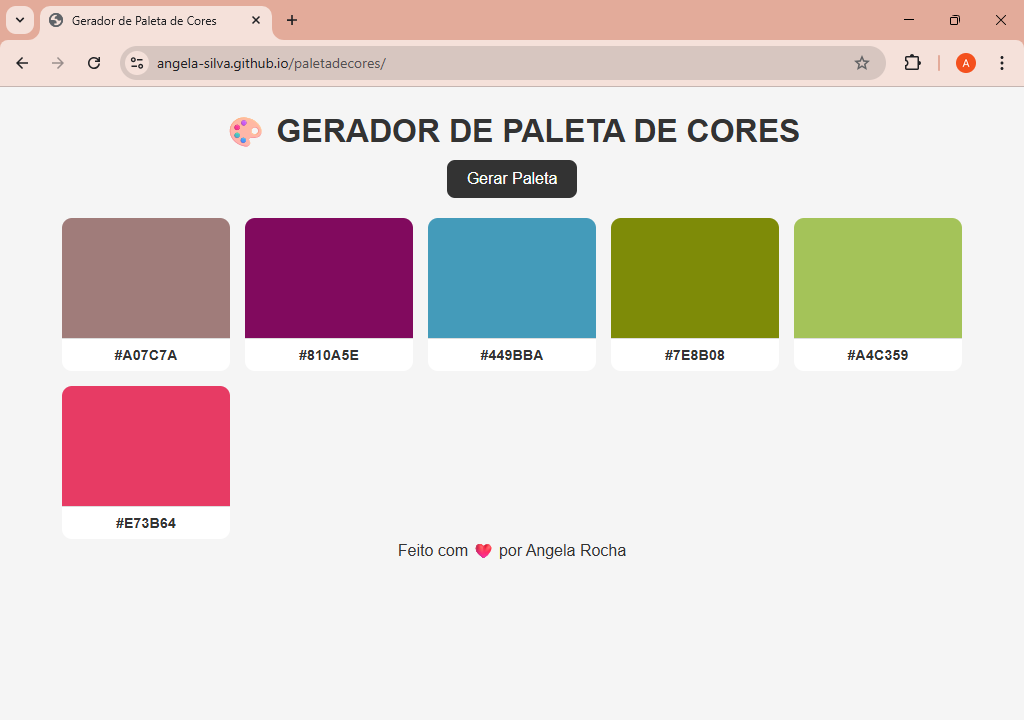 Gerador de Paleta de Cores
angela-silva.github.io/paletadecores/
A
GERADOR DE PALETA DE CORES
Gerar Paleta
#A07C7A #810A5E #449BBA #7E8B08 #A4C359
#E73B64
Feito com ❤️ por Angela Rocha